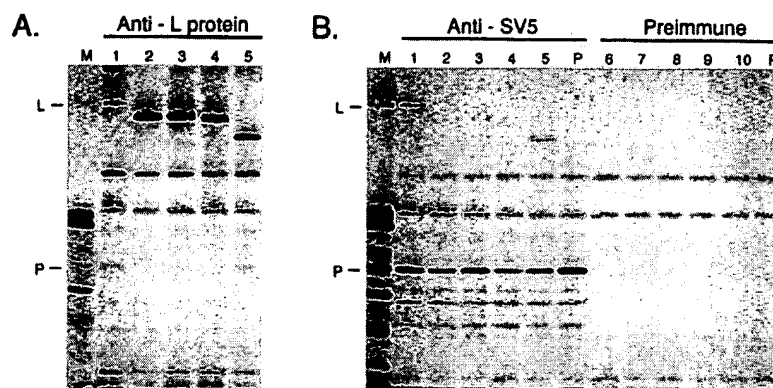 A.
Anti - L protein
M 1 2 3 4 5
L
P
B.
Anti - SV5
Preimmune
M 1 2 3 4 5 P 6 7 8 9 10
L
P